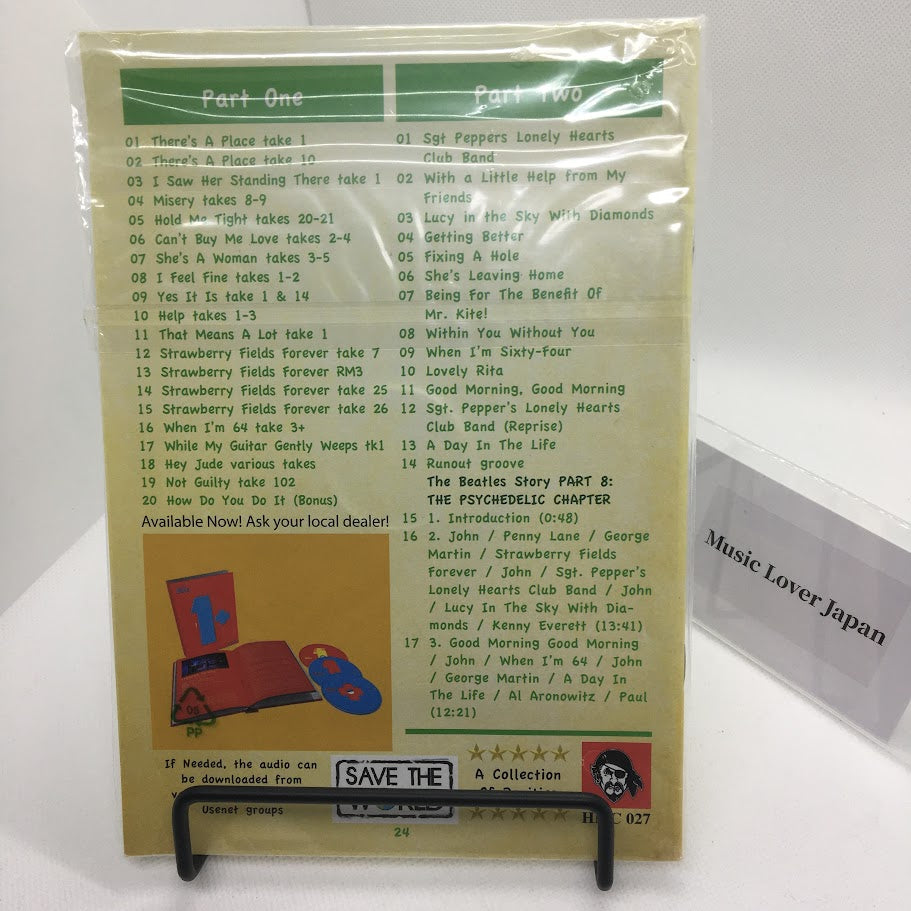 Part One
01 There's A Place take 1
02 There's A Place take 10
03 I Saw Her Standing There take 1
04 Misery takes 8-9
05 Hold Me Tight takes 20-21
06 Can't Buy Me Love takes 2-4
07 She's A Woman takes 3-5
08 I Feel Fine takes 1-2
09 Yes It Is take 1 & 14
10 Help takes 1-3
11 That Means A Lot take 1
12 Strawberry Fields Forever take 7
13 Strawberry Fields Forever RM3
14 Strawberry Fields Forever take 25
15 Strawberry Fields Forever take 26
16 When I'm 64 take 3+
17 While My Guitar Gently Weeps tk1
18 Hey Jude various takes
19 Not Guilty take 102
20 How Do You Do It (Bonus)
Available Now! Ask your local dealer!
1+
05
PP
If Needed, the audio can
be downloaded from
Usenet groups
Part Two
01 Sgt Peppers Lonely Hearts
Club Band
02 With a Little Help from My
Friends
03 Lucy in the Sky With Diamonds
04 Getting Better
05 Fixing A Hole
06 She's Leaving Home
07 Being For The Benefit Of
Mr. Kite!
08 Within You Without You
09 When I'm Sixty-Four
10 Lovely Rita
11 Good Morning, Good Morning
12 Sgt. Pepper's Lonely Hearts
Club Band (Reprise)
13 A Day In The Life
14 Runout groove
The Beatles Story PART 8:
THE PSYCHEDELIC CHAPTER
15 1. Introduction (0:48)
16 2. John / Penny Lane / George
Martin / Strawberry Fields
Forever / John / Sgt. Pepper's
Lonely Hearts Club Band / John
/ Lucy In The Sky With Dia-
monds / Kenny Everett (13:41)
17 3. Good Morning Good Morning
/ John / When I'm 64 / John
/ George Martin / A Day In
The Life / Al Aronowitz / Paul
(12:21)
SAVE THE
WORLD
A Collection
Of
027
24
Music Lover Japan